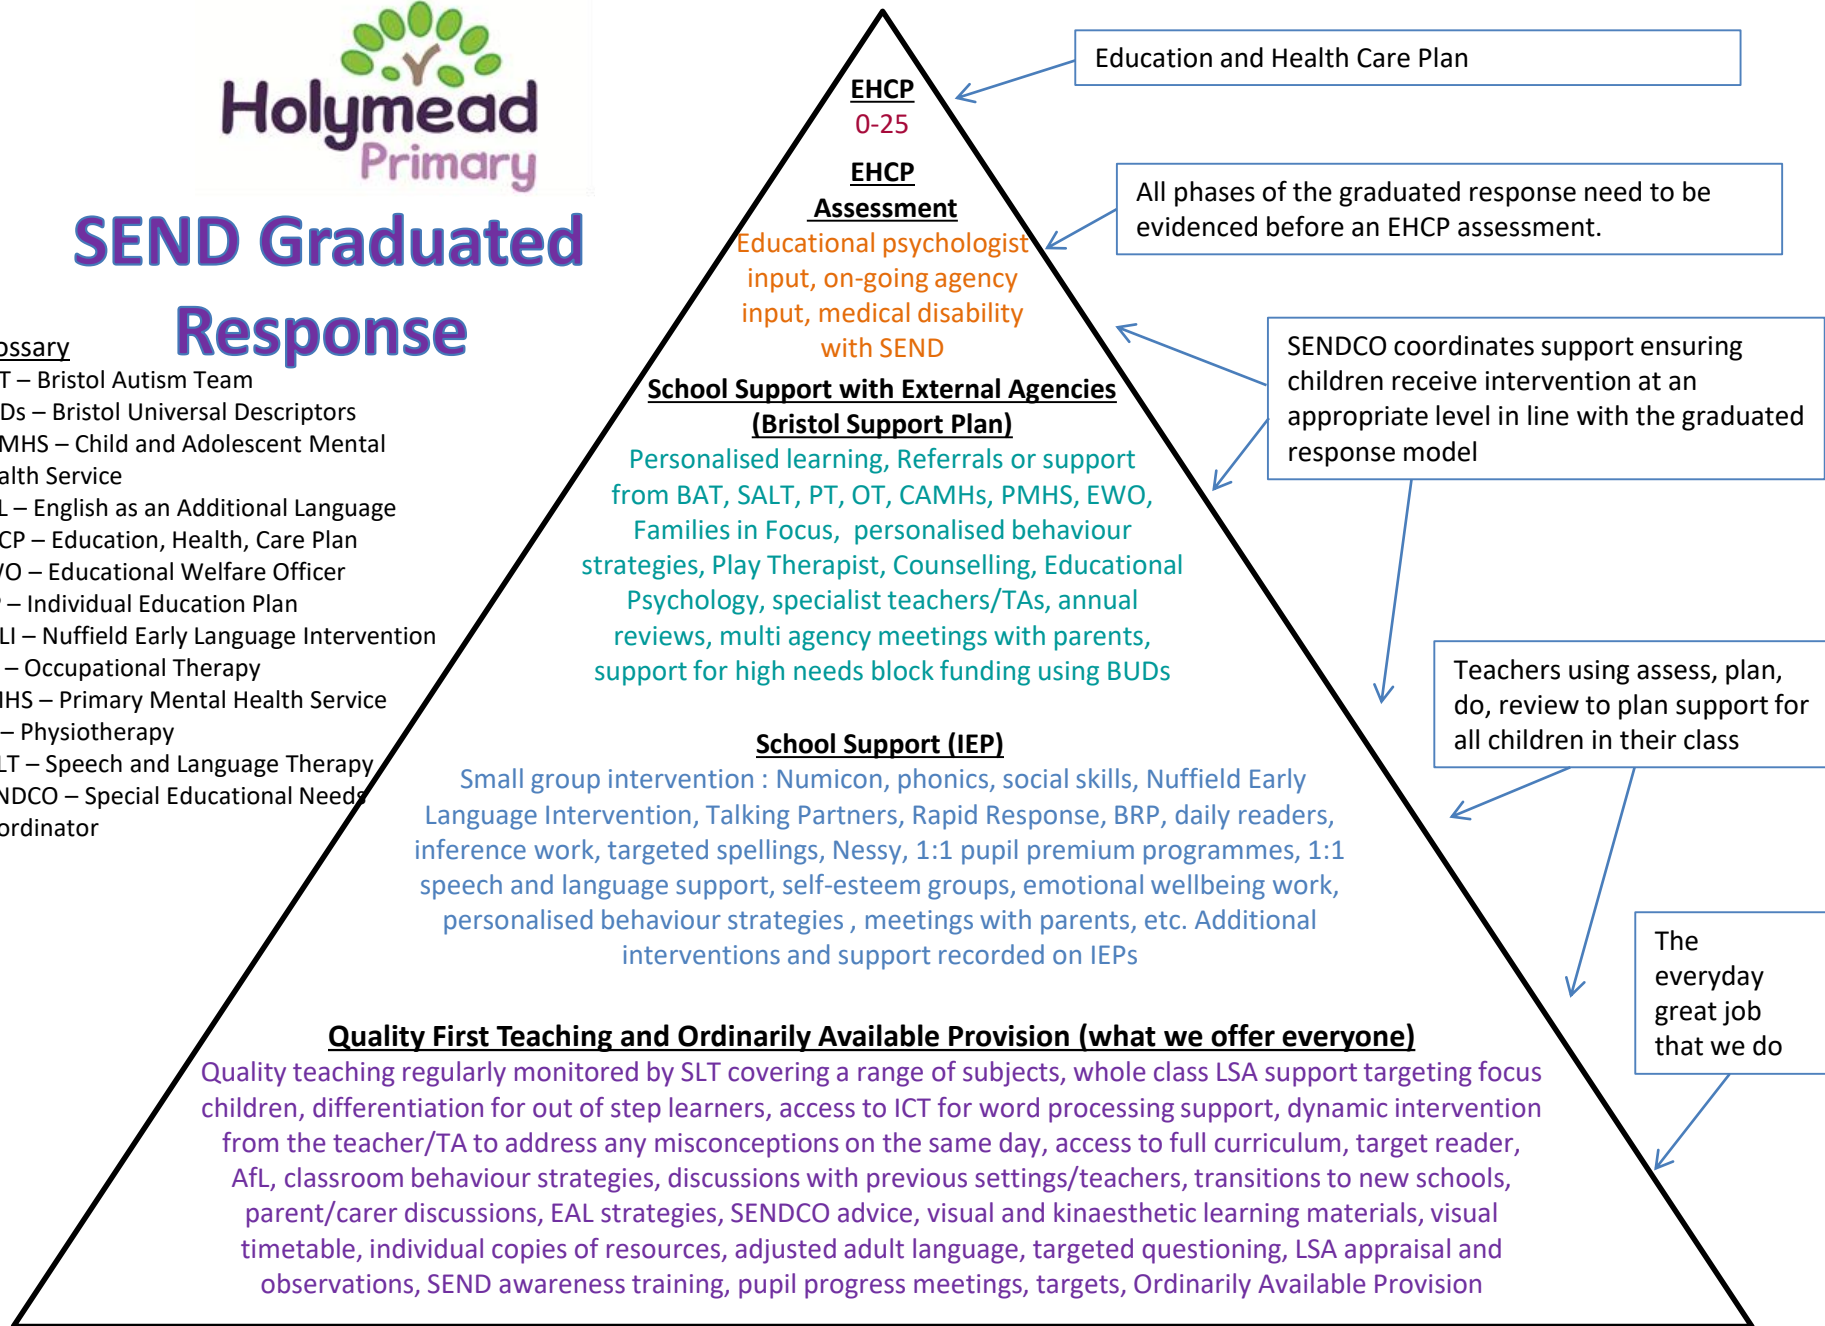 Holymead
Primary
SEND Graduated
Response
ossary
T – Bristol Autism Team
Ds – Bristol Universal Descriptors
MHS – Child and Adolescent Mental
alth Service
L – English as an Additional Language
CP – Education, Health, Care Plan
VO – Educational Welfare Officer
– Individual Education Plan
LI – Nuffield Early Language Intervention
– Occupational Therapy
MHS – Primary Mental Health Service
– Physiotherapy
LT – Speech and Language Therapy
NDCO – Special Educational Needs
ordinator
EHCP
0-25
EHCP
Assessment
Educational psychologist
input, on-going agency
input, medical disability
with SEND
School Support with External Agencies
(Bristol Support Plan)
Personalised learning, Referrals or support
from BAT, SALT, PT, OT, CAMHs, PMHS, EWO,
Families in Focus, personalised behaviour
strategies, Play Therapist, Counselling, Educational
Psychology, specialist teachers/TAs, annual
reviews, multi agency meetings with parents,
support for high needs block funding using BUDs
School Support (IEP)
Small group intervention : Numicon, phonics, social skills, Nuffield Early
Language Intervention, Talking Partners, Rapid Response, BRP, daily readers,
inference work, targeted spellings, Nessy, 1:1 pupil premium programmes, 1:1
speech and language support, self-esteem groups, emotional wellbeing work,
personalised behaviour strategies , meetings with parents, etc. Additional
interventions and support recorded on IEPs
Quality First Teaching and Ordinarily Available Provision (what we offer everyone)
Quality teaching regularly monitored by SLT covering a range of subjects, whole class LSA support targeting focus
children, differentiation for out of step learners, access to ICT for word processing support, dynamic intervention
from the teacher/TA to address any misconceptions on the same day, access to full curriculum, target reader,
AfL, classroom behaviour strategies, discussions with previous settings/teachers, transitions to new schools,
parent/carer discussions, EAL strategies, SENDCO advice, visual and kinaesthetic learning materials, visual
timetable, individual copies of resources, adjusted adult language, targeted questioning, LSA appraisal and
observations, SEND awareness training, pupil progress meetings, targets, Ordinarily Available Provision
Education and Health Care Plan
All phases of the graduated response need to be
evidenced before an EHCP assessment.
SENDCO coordinates support ensuring
children receive intervention at an
appropriate level in line with the graduated
response model
Teachers using assess, plan,
do, review to plan support for
all children in their class
The
everyday
great job
that we do